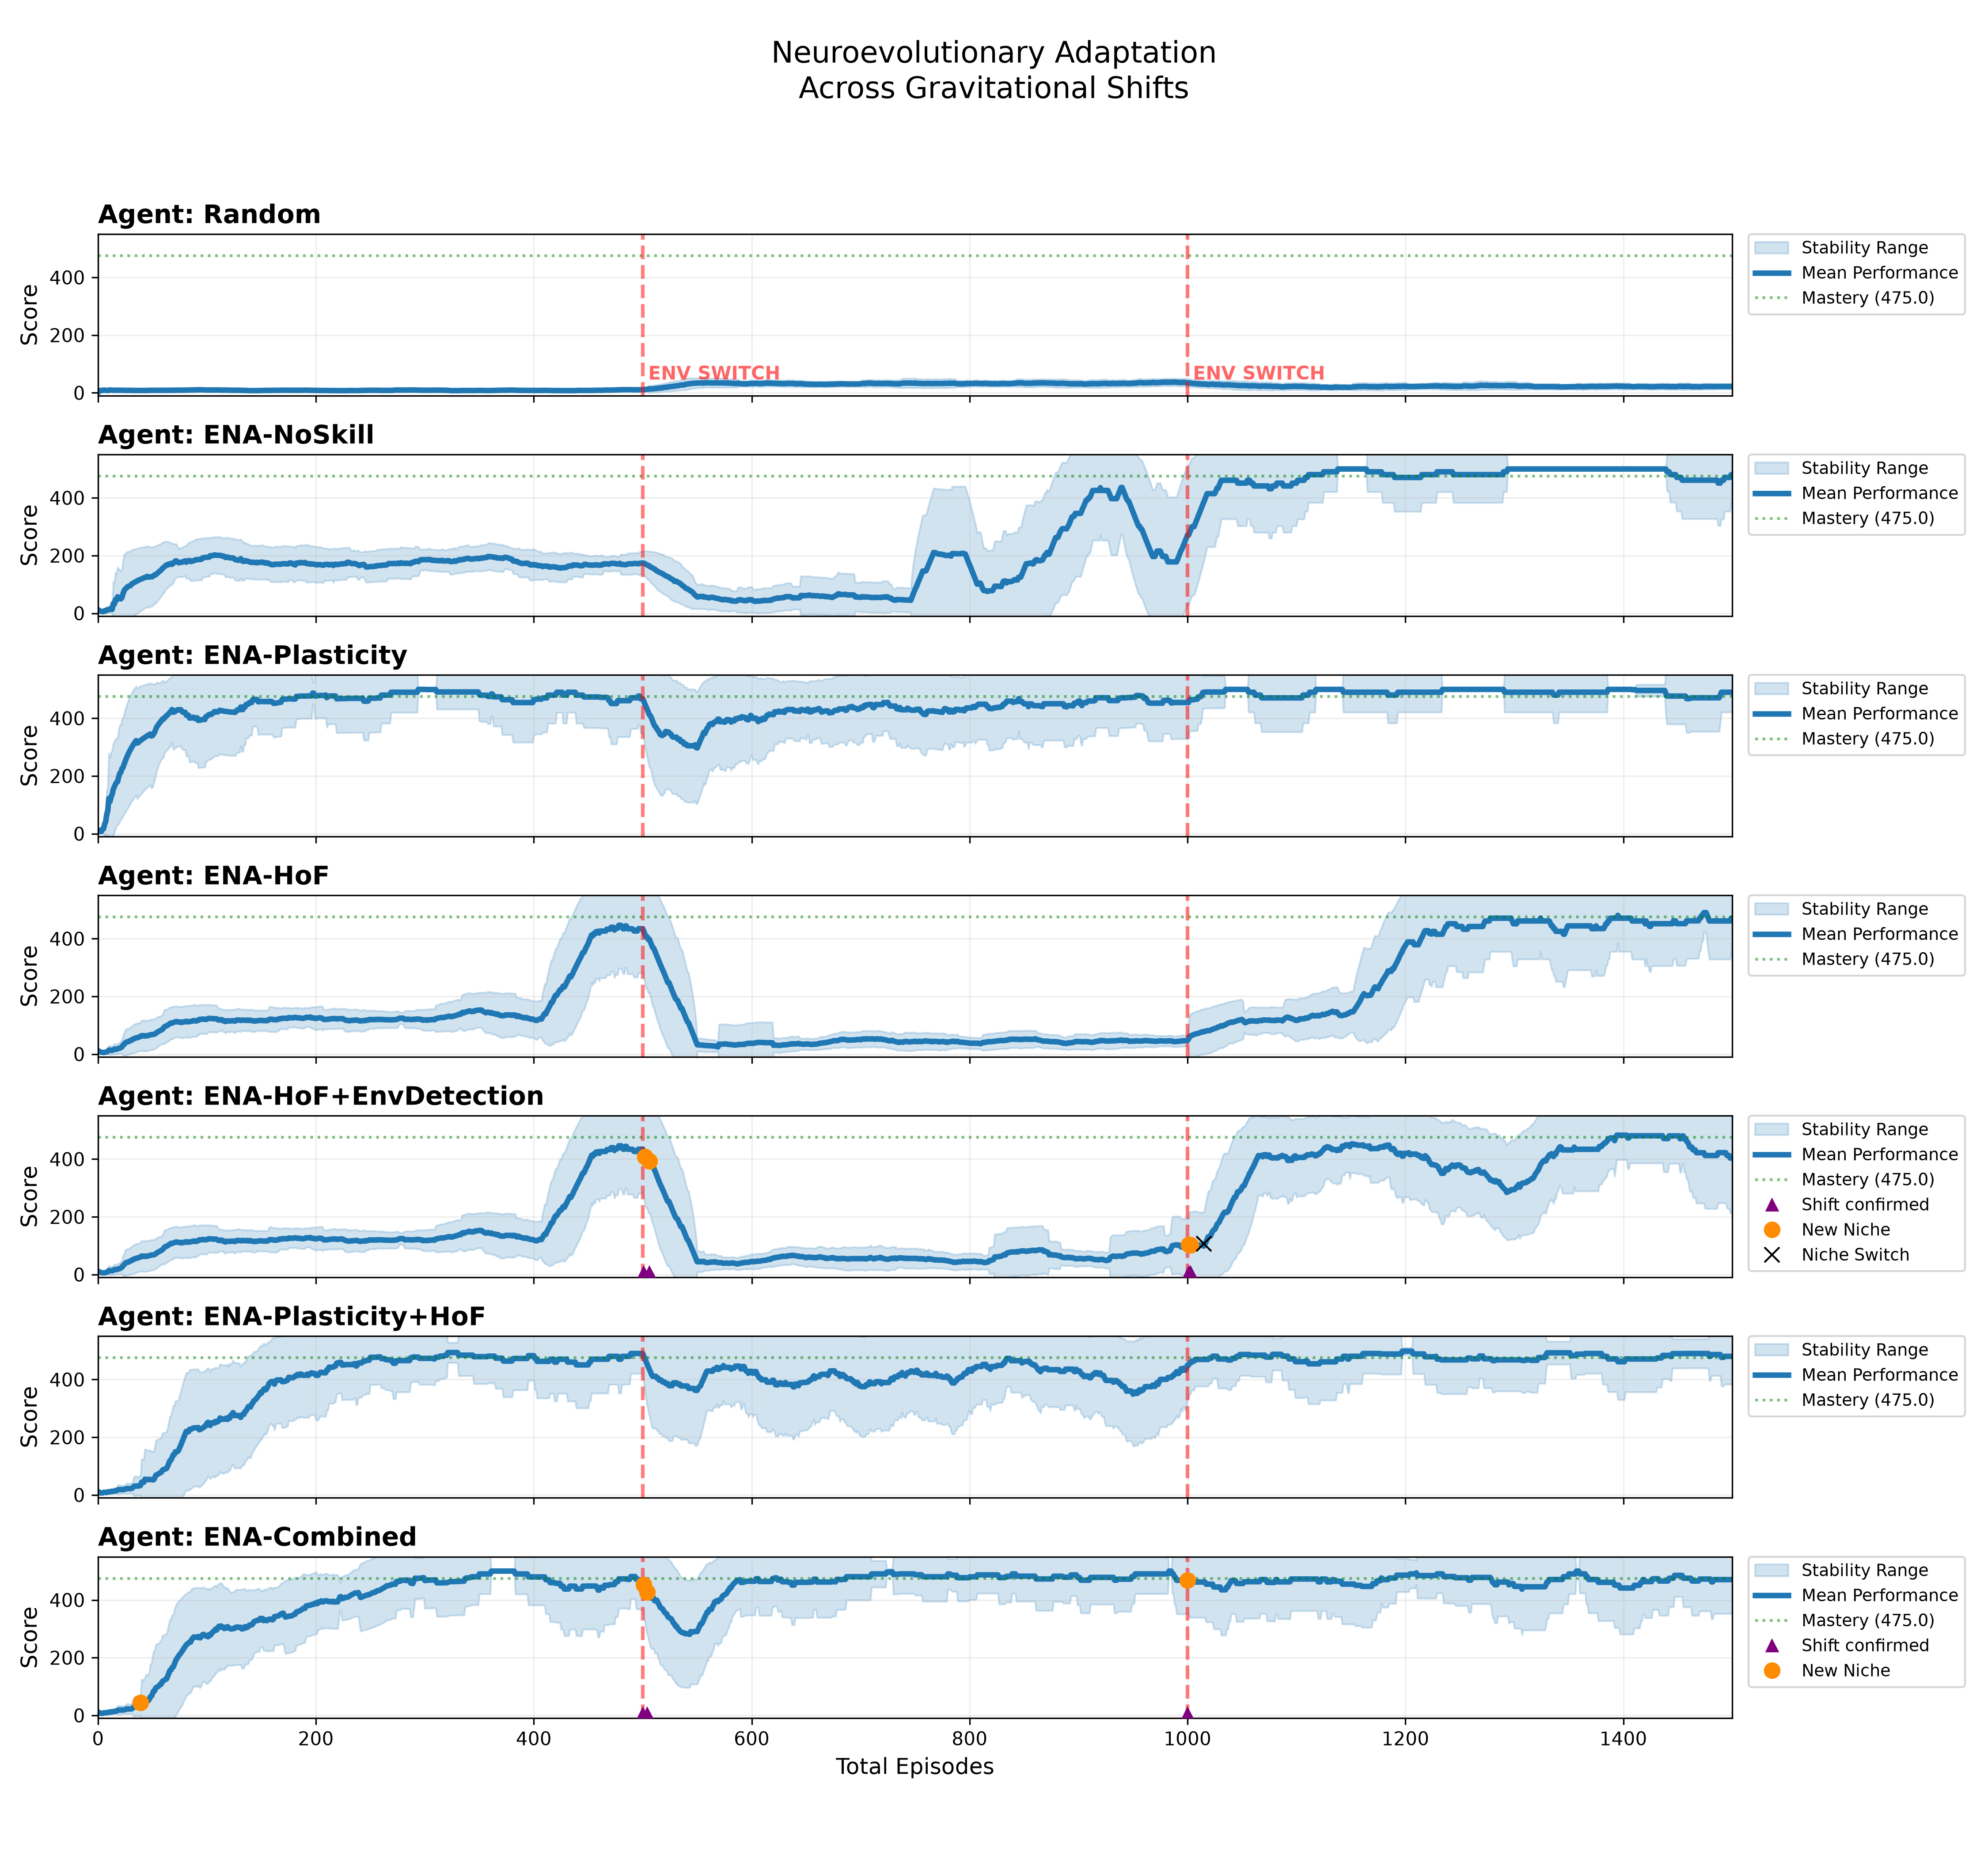 Neuroevolutionary Adaptation
Across Gravitational Shifts
Agent: Random
Score
400
200
0
ENV SWITCH
ENV SWITCH
Stability Range
Mean Performance
Mastery (475.0)
Agent: ENA-NoSkill
Score
400
200
0
Stability Range
Mean Performance
Mastery (475.0)
Agent: ENA-Plasticity
Score
400
200
0
Stability Range
Mean Performance
Mastery (475.0)
Agent: ENA-HoF
Score
400
200
0
Stability Range
Mean Performance
Mastery (475.0)
Agent: ENA-HoF+EnvDetection
Score
400
200
0
Stability Range
Mean Performance
Mastery (475.0)
Shift confirmed
New Niche
Niche Switch
Agent: ENA-Plasticity+HoF
Score
400
200
0
Stability Range
Mean Performance
Mastery (475.0)
Agent: ENA-Combined
Score
400
200
0
Stability Range
Mean Performance
Mastery (475.0)
Shift confirmed
New Niche
0 200 400 600 800 1000 1200 1400
Total Episodes